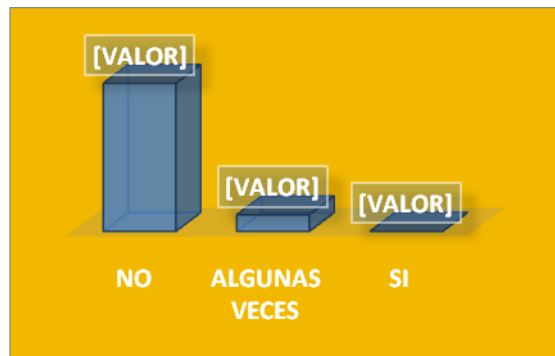 [VALOR]
[VALOR]
[VALOR]
NO
ALGUNAS
VECES
SI